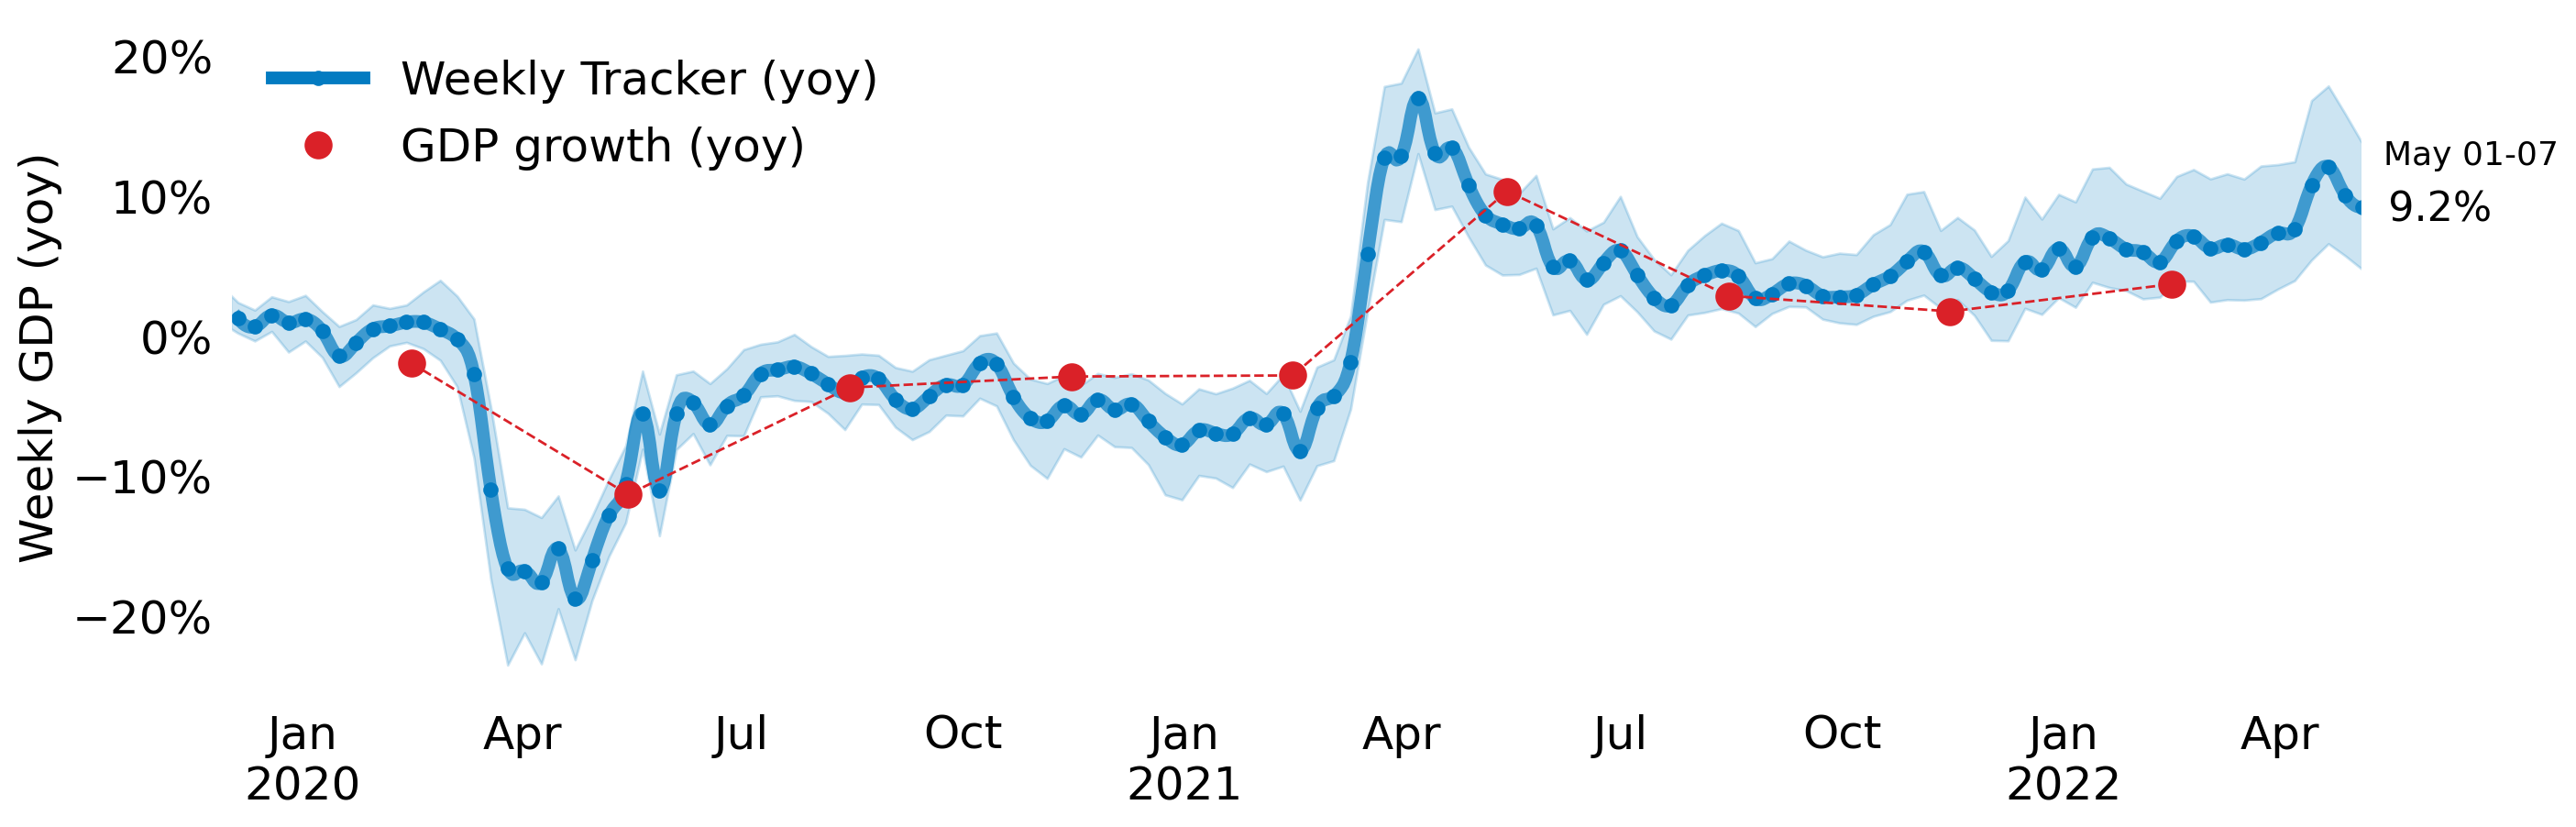 Weekly Tracker (yoy)
GDP growth (yoy)
Weekly GDP (yoy)
20%
10%
0%
−10%
−20%
May 01-07
9.2%
Jan
2020
Apr
Jul
Oct
Jan
2021
Apr
Jul
Oct
Jan
2022
Apr